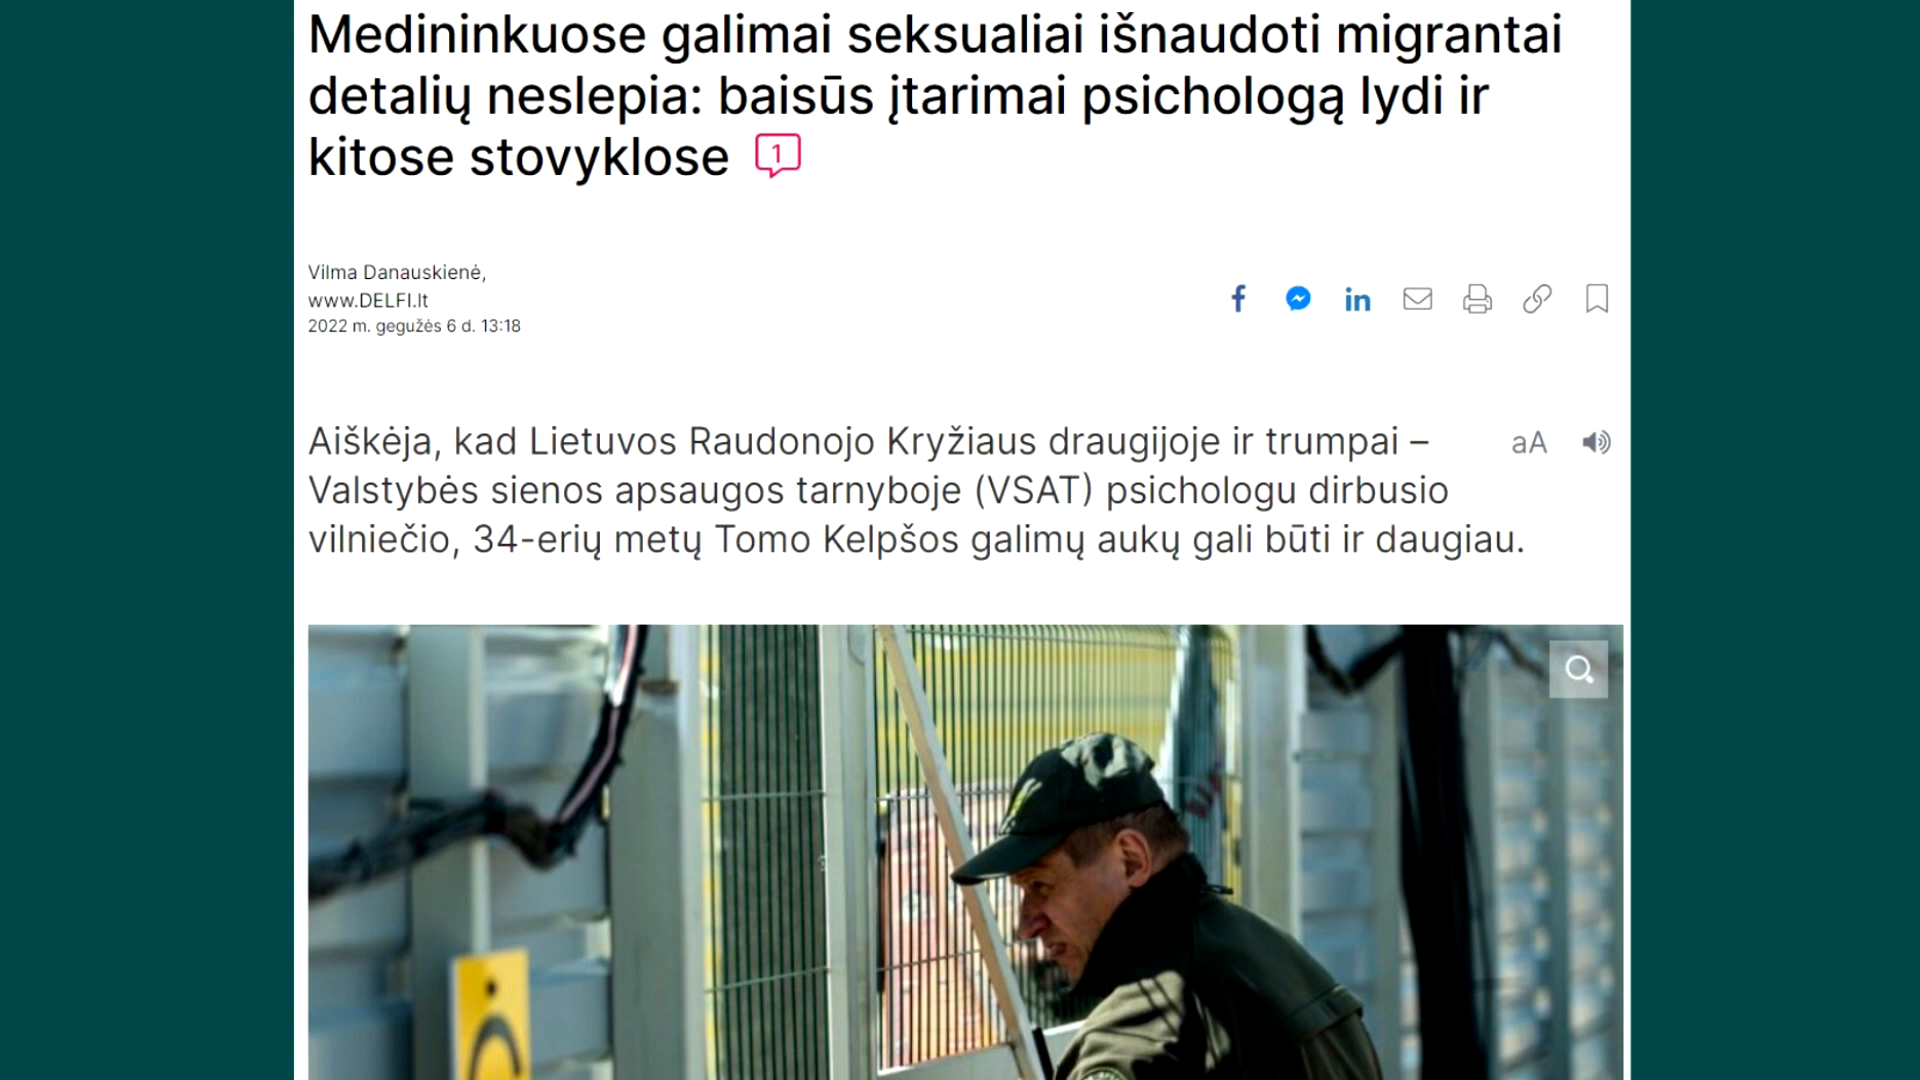 Medininkuose galimai seksualiai išnaudoti migrantai
detalių neslepia: baisūs įtarimai psichologą lydi ir
kitose stovyklose 1
Vilma Danauskienė,
www.DELFI.lt
2022 m. gegužės 6 d. 13:18
Aiškėja, kad Lietuvos Raudonojo Kryžiaus draugijoje ir trumpai –
Valstybės sienos apsaugos tarnyboje (VSAT) psichologu dirbusio
vilniečio, 34-erių metų Tomo Kelpšos galimų aukų gali būti ir daugiau.
aA